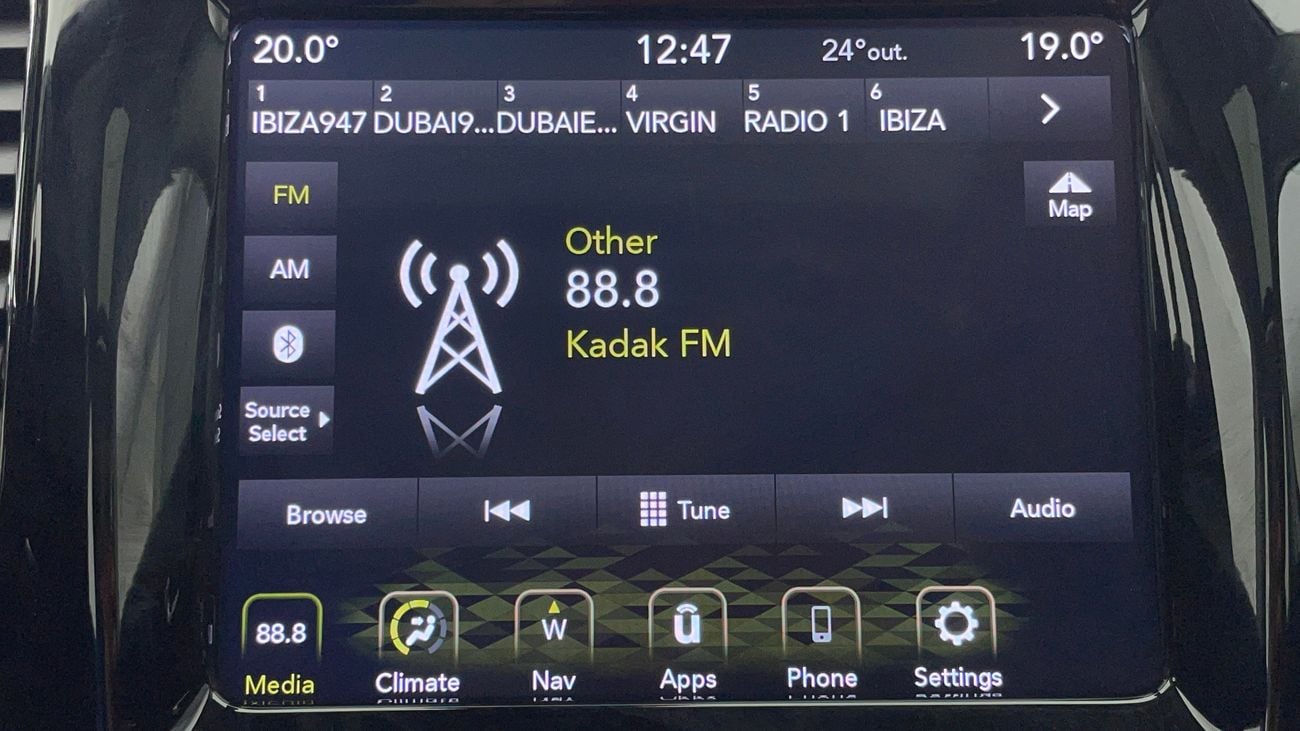 20.0° 12:47 24°out. 19.0°
1 2 3 4 5 6
IBIZA947 DUBAI9... DUBAIE... VIRGIN RADIO 1 IBIZA
FM
Map
AM
Other
88.8
Kadak FM
Source
Select
Browse Tune Audio
88.8 W u
Media Climate Nav Apps Phone Settings